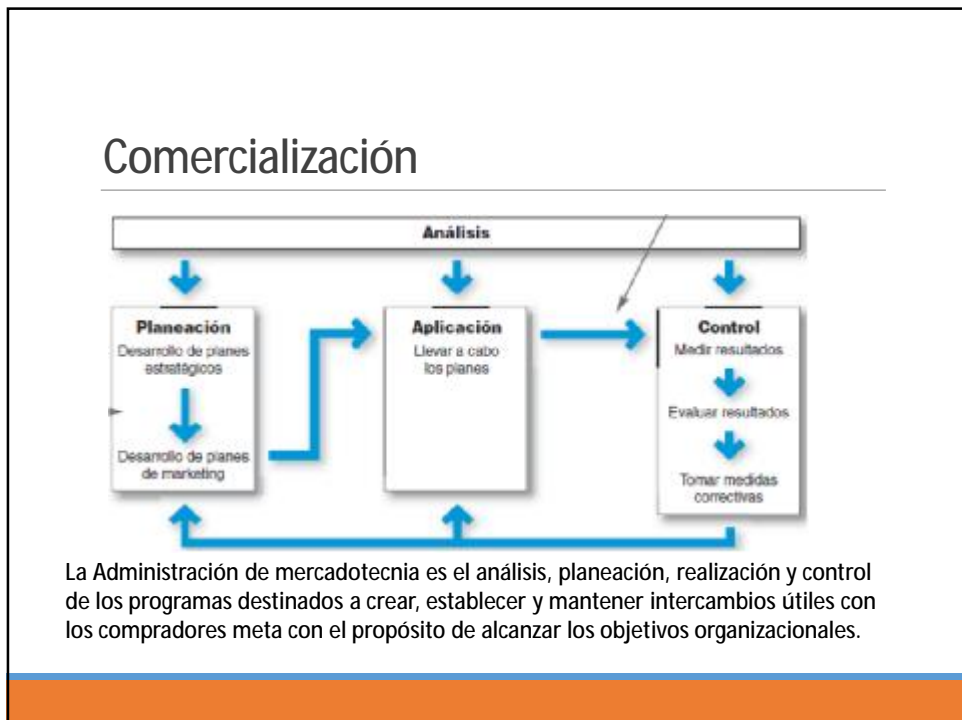 Comercialización
Análisis
Planeación
Desarrollo de planes
estratégicos
Desarrollo de planes
de marketing
Aplicación
Llevar a cabo
los planes
Control
Medir resultados
Evaluar resultados
Tomar medidas
correctivas
La Administración de mercadotecnia es el análisis, planeación, realización y control
de los programas destinados a crear, establecer y mantener intercambios útiles con
los compradores meta con el propósito de alcanzar los objetivos organizacionales.